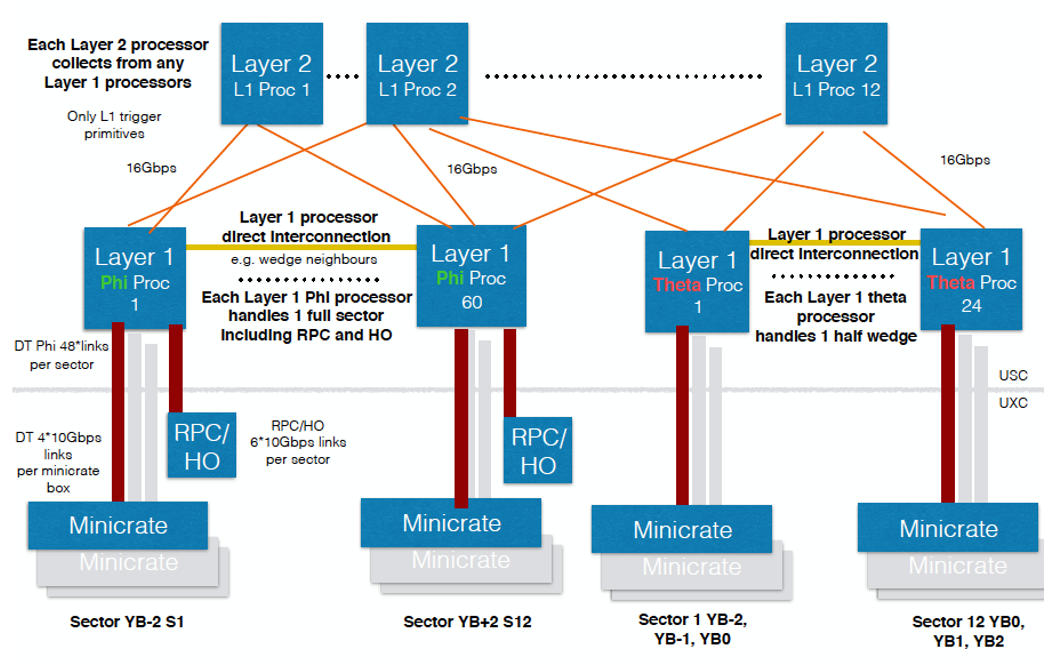 Each Layer 2 processor
collects from any
Layer 1 processors
Only L1 trigger
primitives
Layer 2
L1 Proc 1
Layer 2
L1 Proc 2
Layer 2
L1 Proc 12
16Gbps
16Gbps
16Gbps
Layer 1
Phi Proc
1
Layer 1 processor
direct Interconnection
e.g. wedge neighbours
Each Layer 1 Phi processor
handles 1 full sector
including RPC and HO
Layer 1
Phi Proc
60
Layer 1
Theta Proc
1
Layer 1 processor
direct Interconnection
Each Layer 1 theta
processor
handles 1 half wedge
Layer 1
Theta Proc
24
DT Phi 48*links
per sector
USC
UXC
DT 4*10Gbps
links
per minicrate
box
RPC/
HO
RPC/HO
6*10Gbps links
per sector
RPC/
HO
Minicrate
Minicrate
Minicrate
Minicrate
Minicrate
Minicrate
Minicrate
Minicrate
Sector YB-2 S1
Sector YB+2 S12
Sector 1 YB-2,
YB-1, YB0
Sector 12 YB0,
YB1, YB2